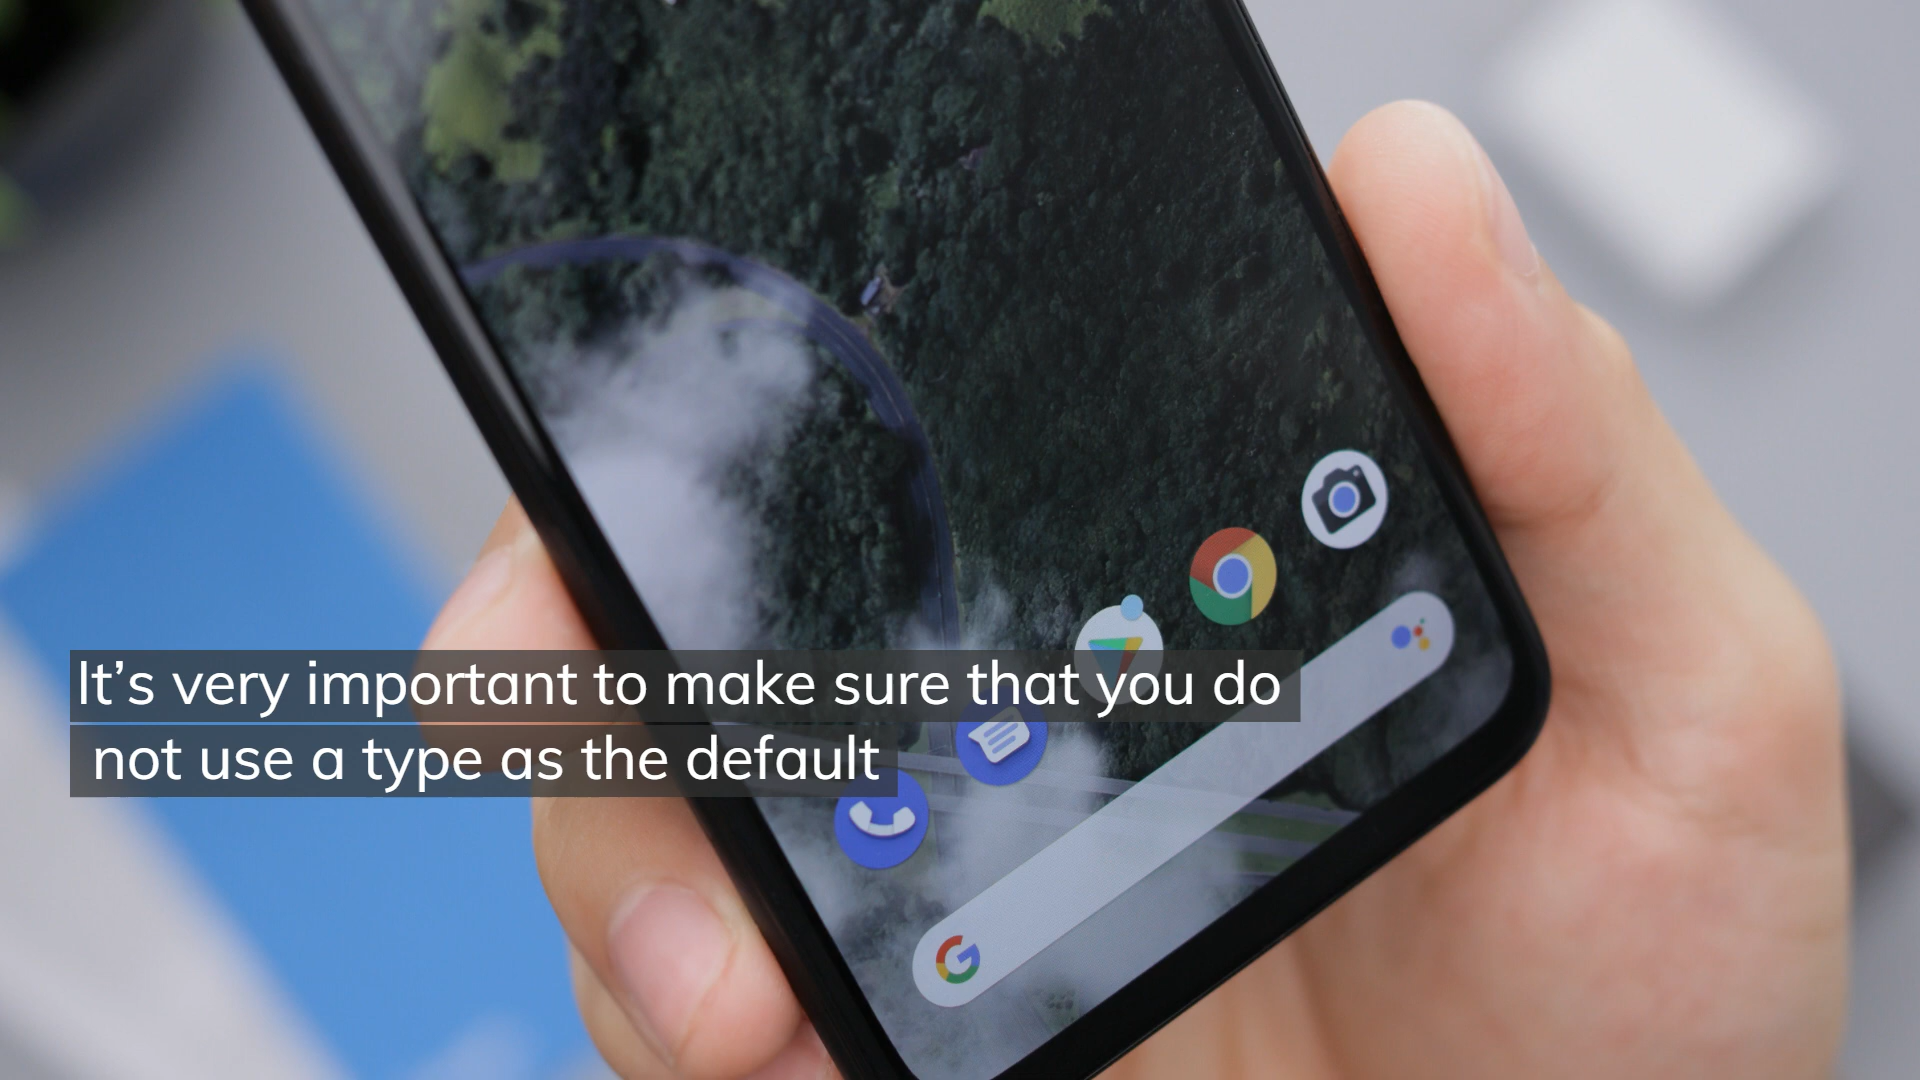 It’s very important to make sure that you do
not use a type as the default